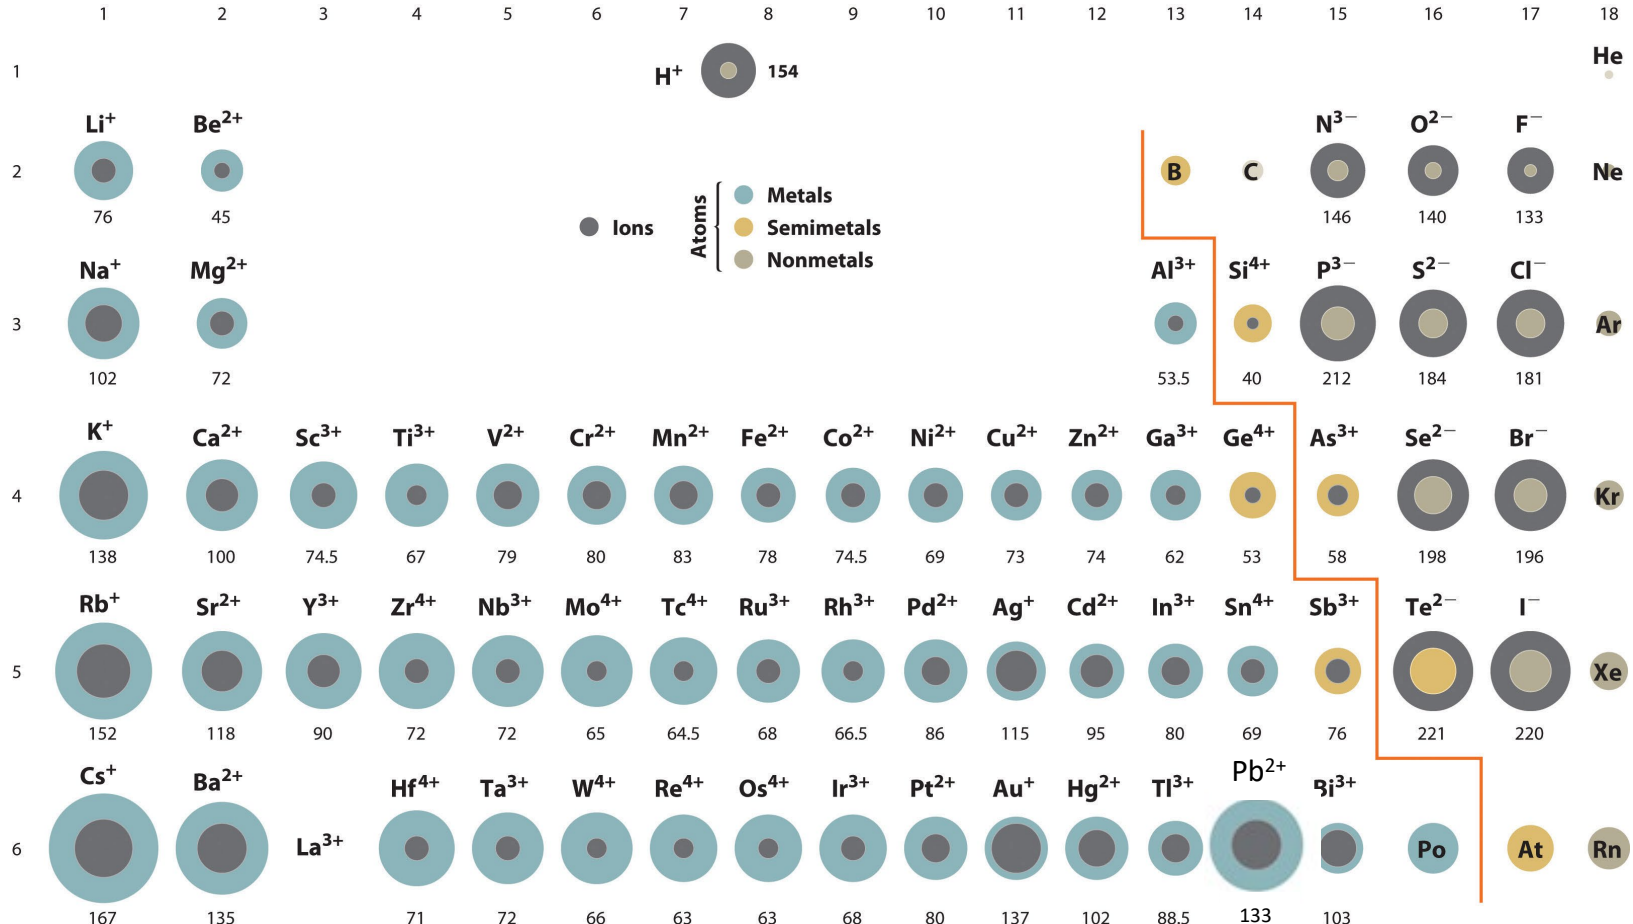 1 2 3 4 5 6 7 8 9 10 11 12 13 14 15 16 17 18
1 H⁺ 154 He
Li⁺ Be²⁺ N³⁻ O²⁻ F⁻
2 B C Ne
76 45 146 140 133
Ions
Atoms
Metals
Semimetals
Nonmetals
Na⁺ Mg²⁺ Al³⁺ Si⁴⁺ P³⁻ S²⁻ Cl⁻
3 Ar
102 72 53.5 40 212 184 181
K⁺ Ca²⁺ Sc³⁺ Ti³⁺ V²⁺ Cr²⁺ Mn²⁺ Fe²⁺ Co²⁺ Ni²⁺ Cu²⁺ Zn²⁺ Ga³⁺ Ge⁴⁺ As³⁺ Se²⁻ Br⁻
4 Kr
138 100 74.5 67 79 80 83 78 74.5 69 73 74 62 53 58 198 196
Rb⁺ Sr²⁺ Y³⁺ Zr⁴⁺ Nb³⁺ Mo⁴⁺ Tc⁴⁺ Ru³⁺ Rh³⁺ Pd²⁺ Ag⁺ Cd²⁺ In³⁺ Sn⁴⁺ Sb³⁺ Te²⁻ I⁻
5 Xe
152 118 90 72 72 65 64.5 68 66.5 86 115 95 80 69 76 221 220
Cs⁺ Ba²⁺ Hf⁴⁺ Ta³⁺ W⁴⁺ Re⁴⁺ Os⁴⁺ Ir³⁺ Pt²⁺ Au⁺ Hg²⁺ Tl³⁺ Pb²⁺ Bi³⁺
6 La³⁺ Po At Rn
167 135 71 72 66 63 63 68 80 137 102 88.5 133 103